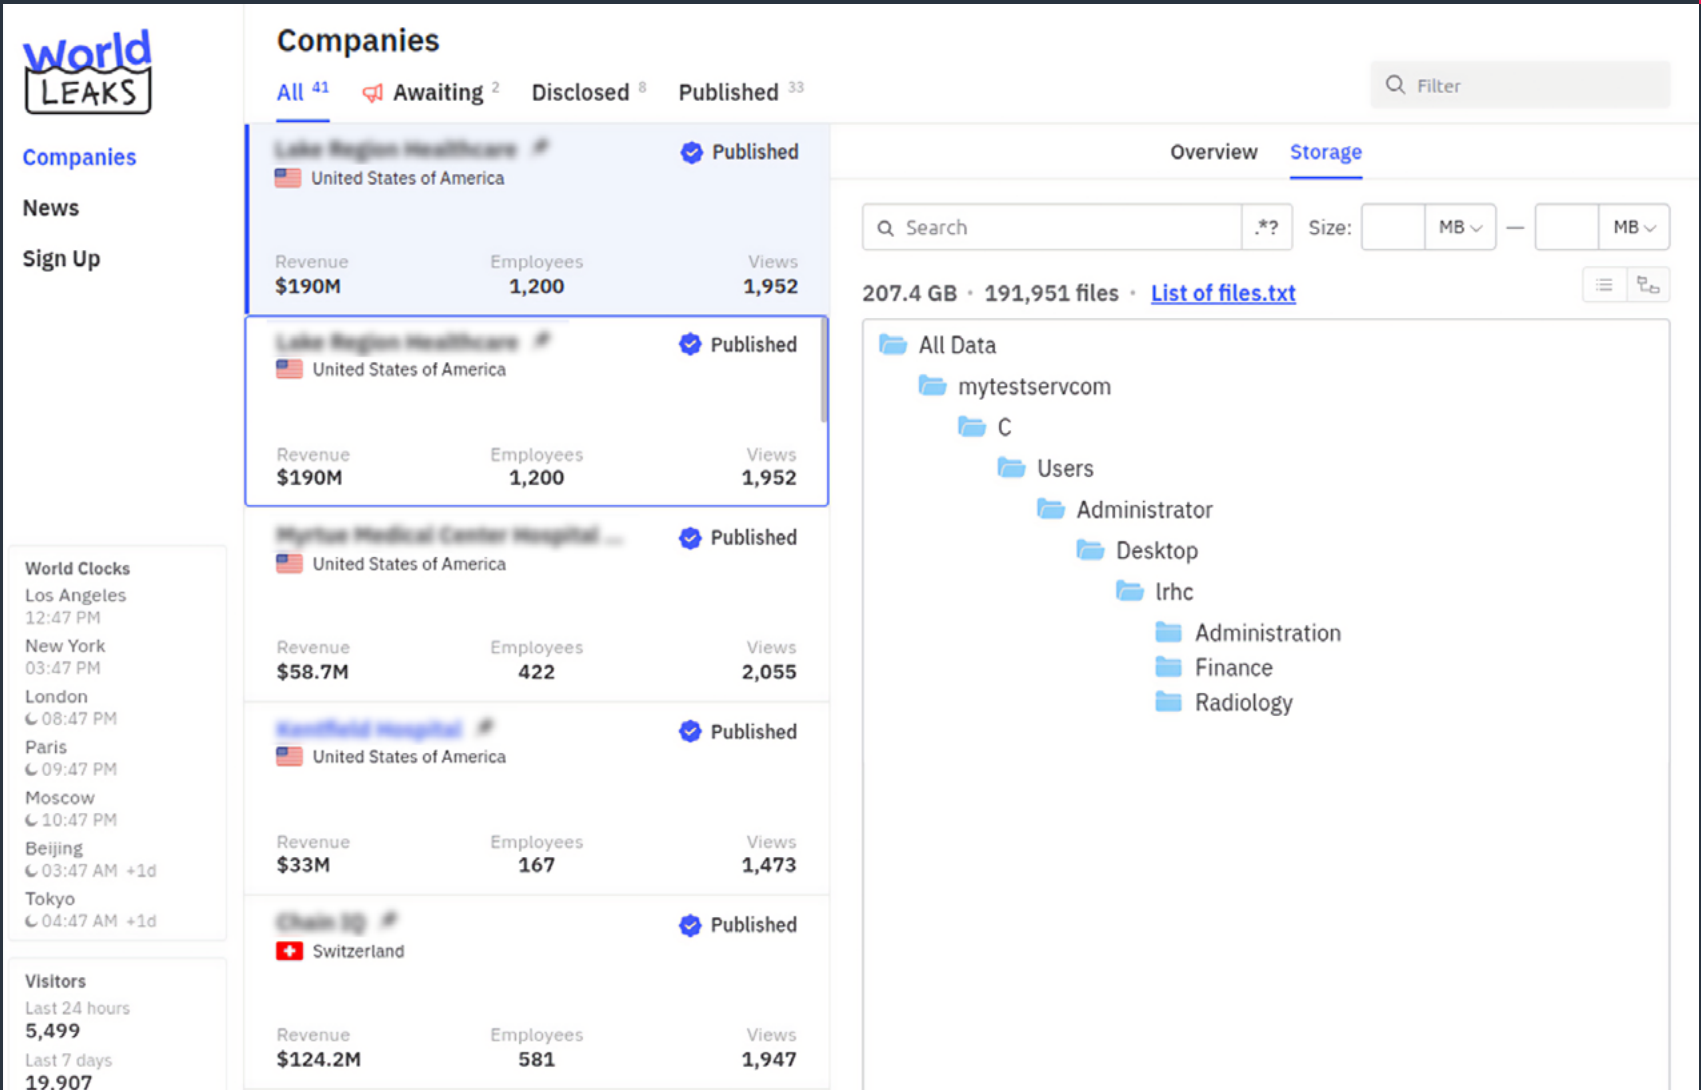 World
LEAKS
Companies
News
Sign Up
World Clocks
Los Angeles
12:47 PM
New York
03:47 PM
London
08:47 PM
Paris
09:47 PM
Moscow
10:47 PM
Beijing
03:47 AM +1d
Tokyo
04:47 AM +1d
Visitors
Last 24 hours
5,499
Last 7 days
19,907
Companies
All 41 Awaiting 2 Disclosed 8 Published 33
Filter
Published
United States of America
Revenue Employees Views
$190M 1,200 1,952
Published
United States of America
Revenue Employees Views
$190M 1,200 1,952
Published
United States of America
Revenue Employees Views
$58.7M 422 2,055
Published
United States of America
Revenue Employees Views
$33M 167 1,473
Published
Switzerland
Revenue Employees Views
$124.2M 581 1,947
Overview Storage
Search .*? Size: MB — MB
207.4 GB · 191,951 files · List of files.txt
All Data
mytestservcom
C
Users
Administrator
Desktop
lrhc
Administration
Finance
Radiology